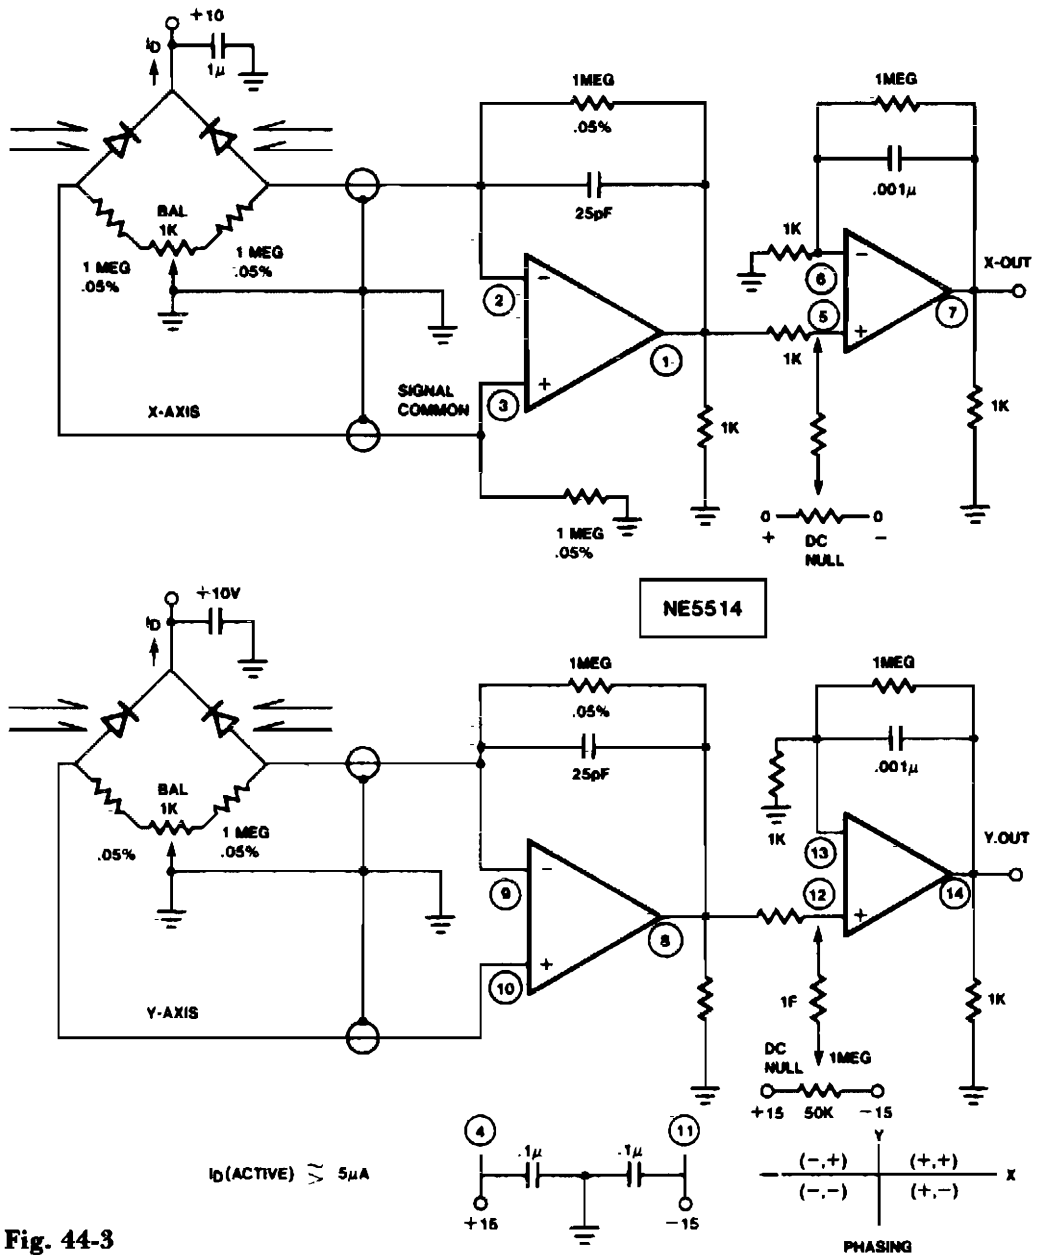 +10
ID
1µ
BAL
1K
1 MEG
.05%
1 MEG
.05%
X-AXIS
1MEG
.05%
25pF
2
3
1
SIGNAL
COMMON
1K
1 MEG
.05%
1MEG
.001µ
1K
6
5
7
1K
X-OUT
1K
0 0
+ -
DC
NULL
NE5514
+10V
ID
BAL
1K
.05%
1 MEG
.05%
Y-AXIS
1MEG
.05%
25pF
9
10
8
1MEG
.001µ
1K
13
12
14
Y.OUT
1F
1K
DC
NULL
1MEG
+15 50K -15
ID (ACTIVE) ≈> 5µA
4
11
.1µ .1µ
+15 -15
Y
(-,+) (+,+)
X
(-,-) (+,-)
PHASING
Fig. 44-3